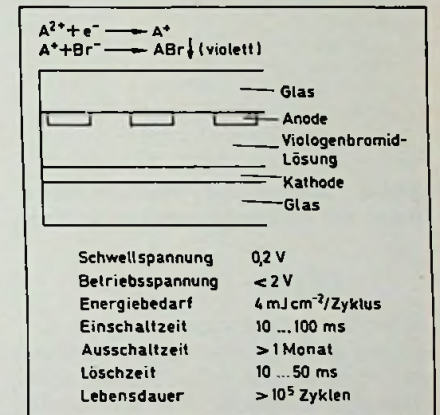 A²⁺ + e⁻ → A⁺
A⁺ + Br⁻ → ABr↓ (violett)
Glas
Anode
Viologenbromid-
Lösung
Kathode
Glas
Schwellspannung 0,2 V
Betriebsspannung < 2 V
Energiebedarf 4 mJ cm⁻²/Zyklus
Einschaltzeit 10 ... 100 ms
Ausschaltzeit > 1 Monat
Löschzeit 10 ... 50 ms
Lebensdauer > 10⁵ Zyklen